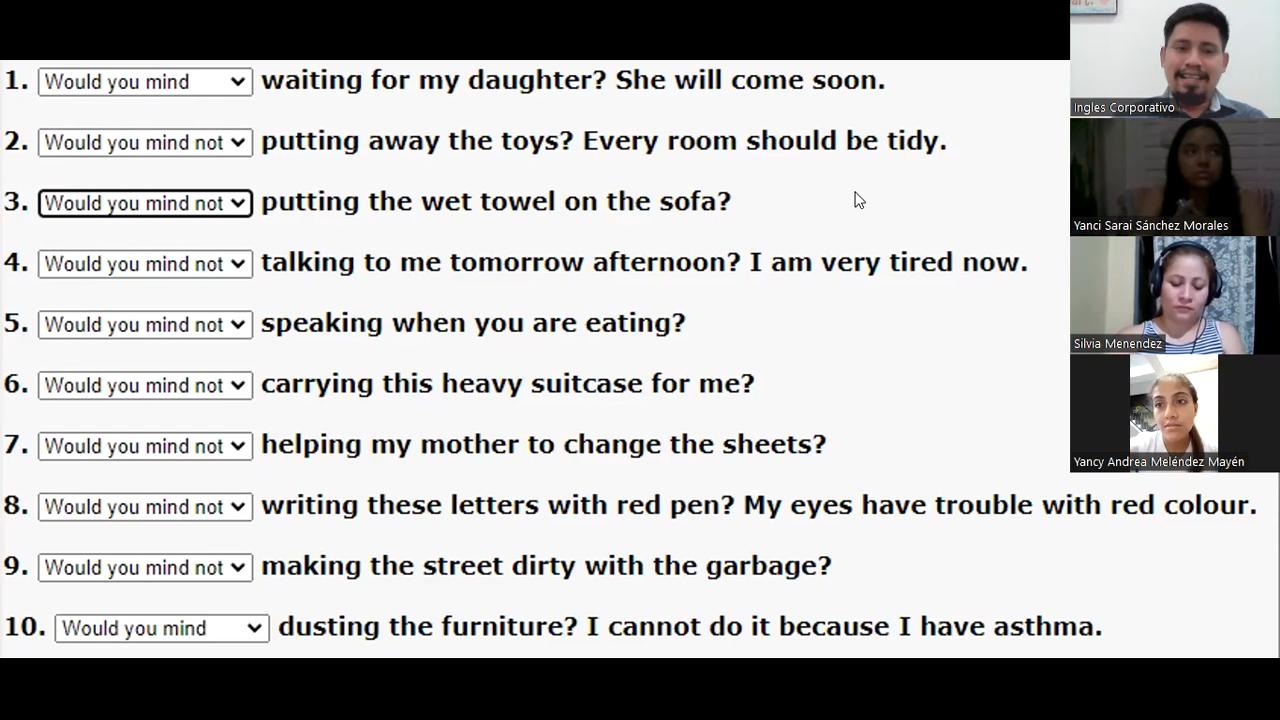 1. Would you mind waiting for my daughter? She will come soon.
2. Would you mind not putting away the toys? Every room should be tidy.
3. Would you mind not putting the wet towel on the sofa?
4. Would you mind not talking to me tomorrow afternoon? I am very tired now.
5. Would you mind not speaking when you are eating?
6. Would you mind not carrying this heavy suitcase for me?
7. Would you mind not helping my mother to change the sheets?
8. Would you mind not writing these letters with red pen? My eyes have trouble with red colour.
9. Would you mind not making the street dirty with the garbage?
10. Would you mind dusting the furniture? I cannot do it because I have asthma.
Ingles Corporativo
Yanci Sarai Sánchez Morales
Silvia Menendez
Yancy Andrea Meléndez Mayén